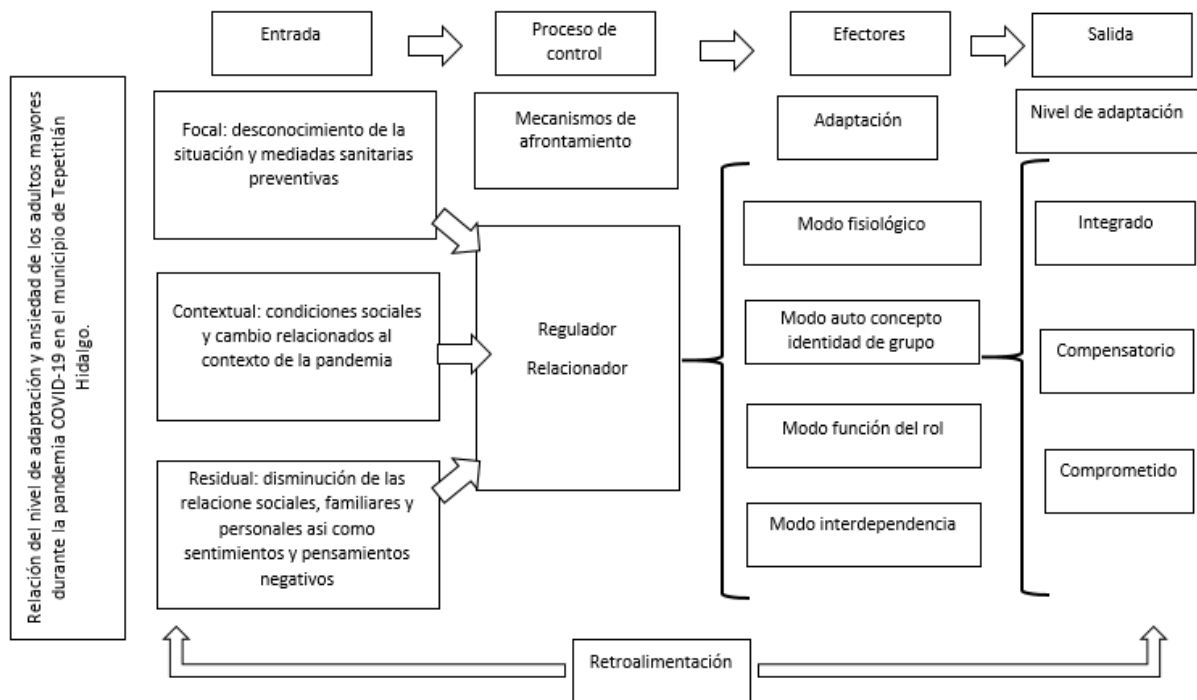 Relación del nivel de adaptación y ansiedad de los adultos mayores
durante la pandemia COVID-19 en el municipio de Tepetitlán
Hidalgo.
Entrada
Proceso de
control
Efectores
Salida
Focal: desconocimiento de la
situación y mediadas sanitarias
preventivas
Mecanismos de
afrontamiento
Adaptación
Nivel de adaptación
Contextual: condiciones sociales
y cambio relacionados al
contexto de la pandemia
Residual: disminución de las
relacione sociales, familiares y
personales asi como
sentimientos y pensamientos
negativos
Regulador
Relacionador
Modo fisiológico
Modo auto concepto
identidad de grupo
Modo función del rol
Modo interdependencia
Integrado
Compensatorio
Comprometido
Retroalimentación